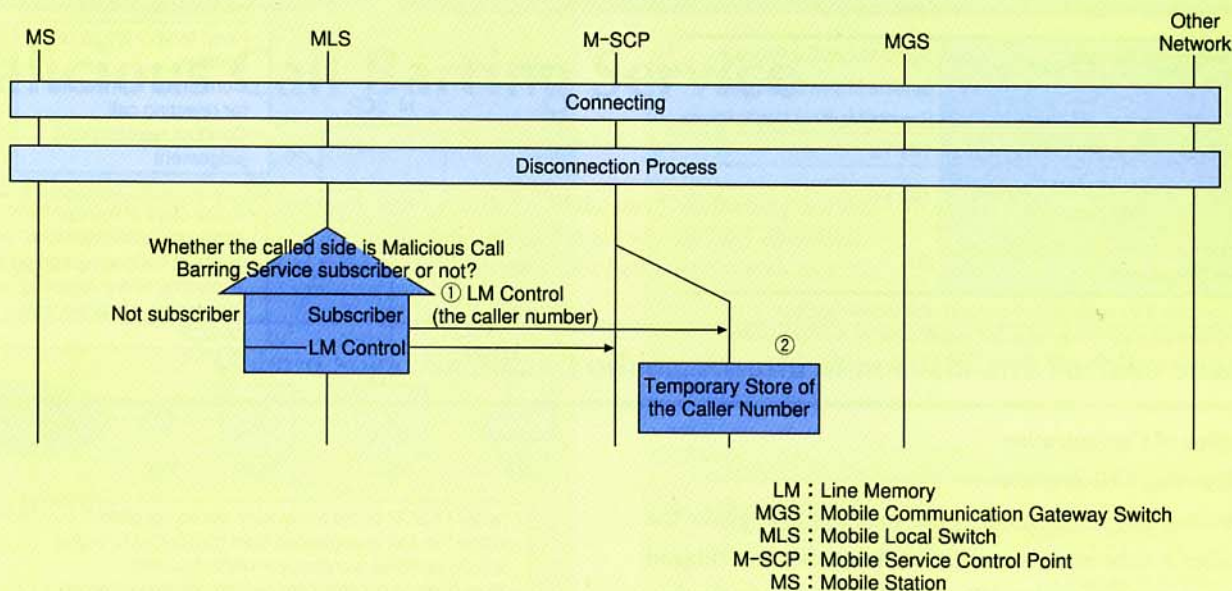 MS
MLS
M-SCP
MGS
Other
Network
Connecting
Disconnection Process
Whether the called side is Malicious Call
Barring Service subscriber or not?
① LM Control
(the caller number)
Not subscriber
Subscriber
LM Control
②
Temporary Store of
the Caller Number
LM : Line Memory
MGS : Mobile Communication Gateway Switch
MLS : Mobile Local Switch
M-SCP : Mobile Service Control Point
MS : Mobile Station